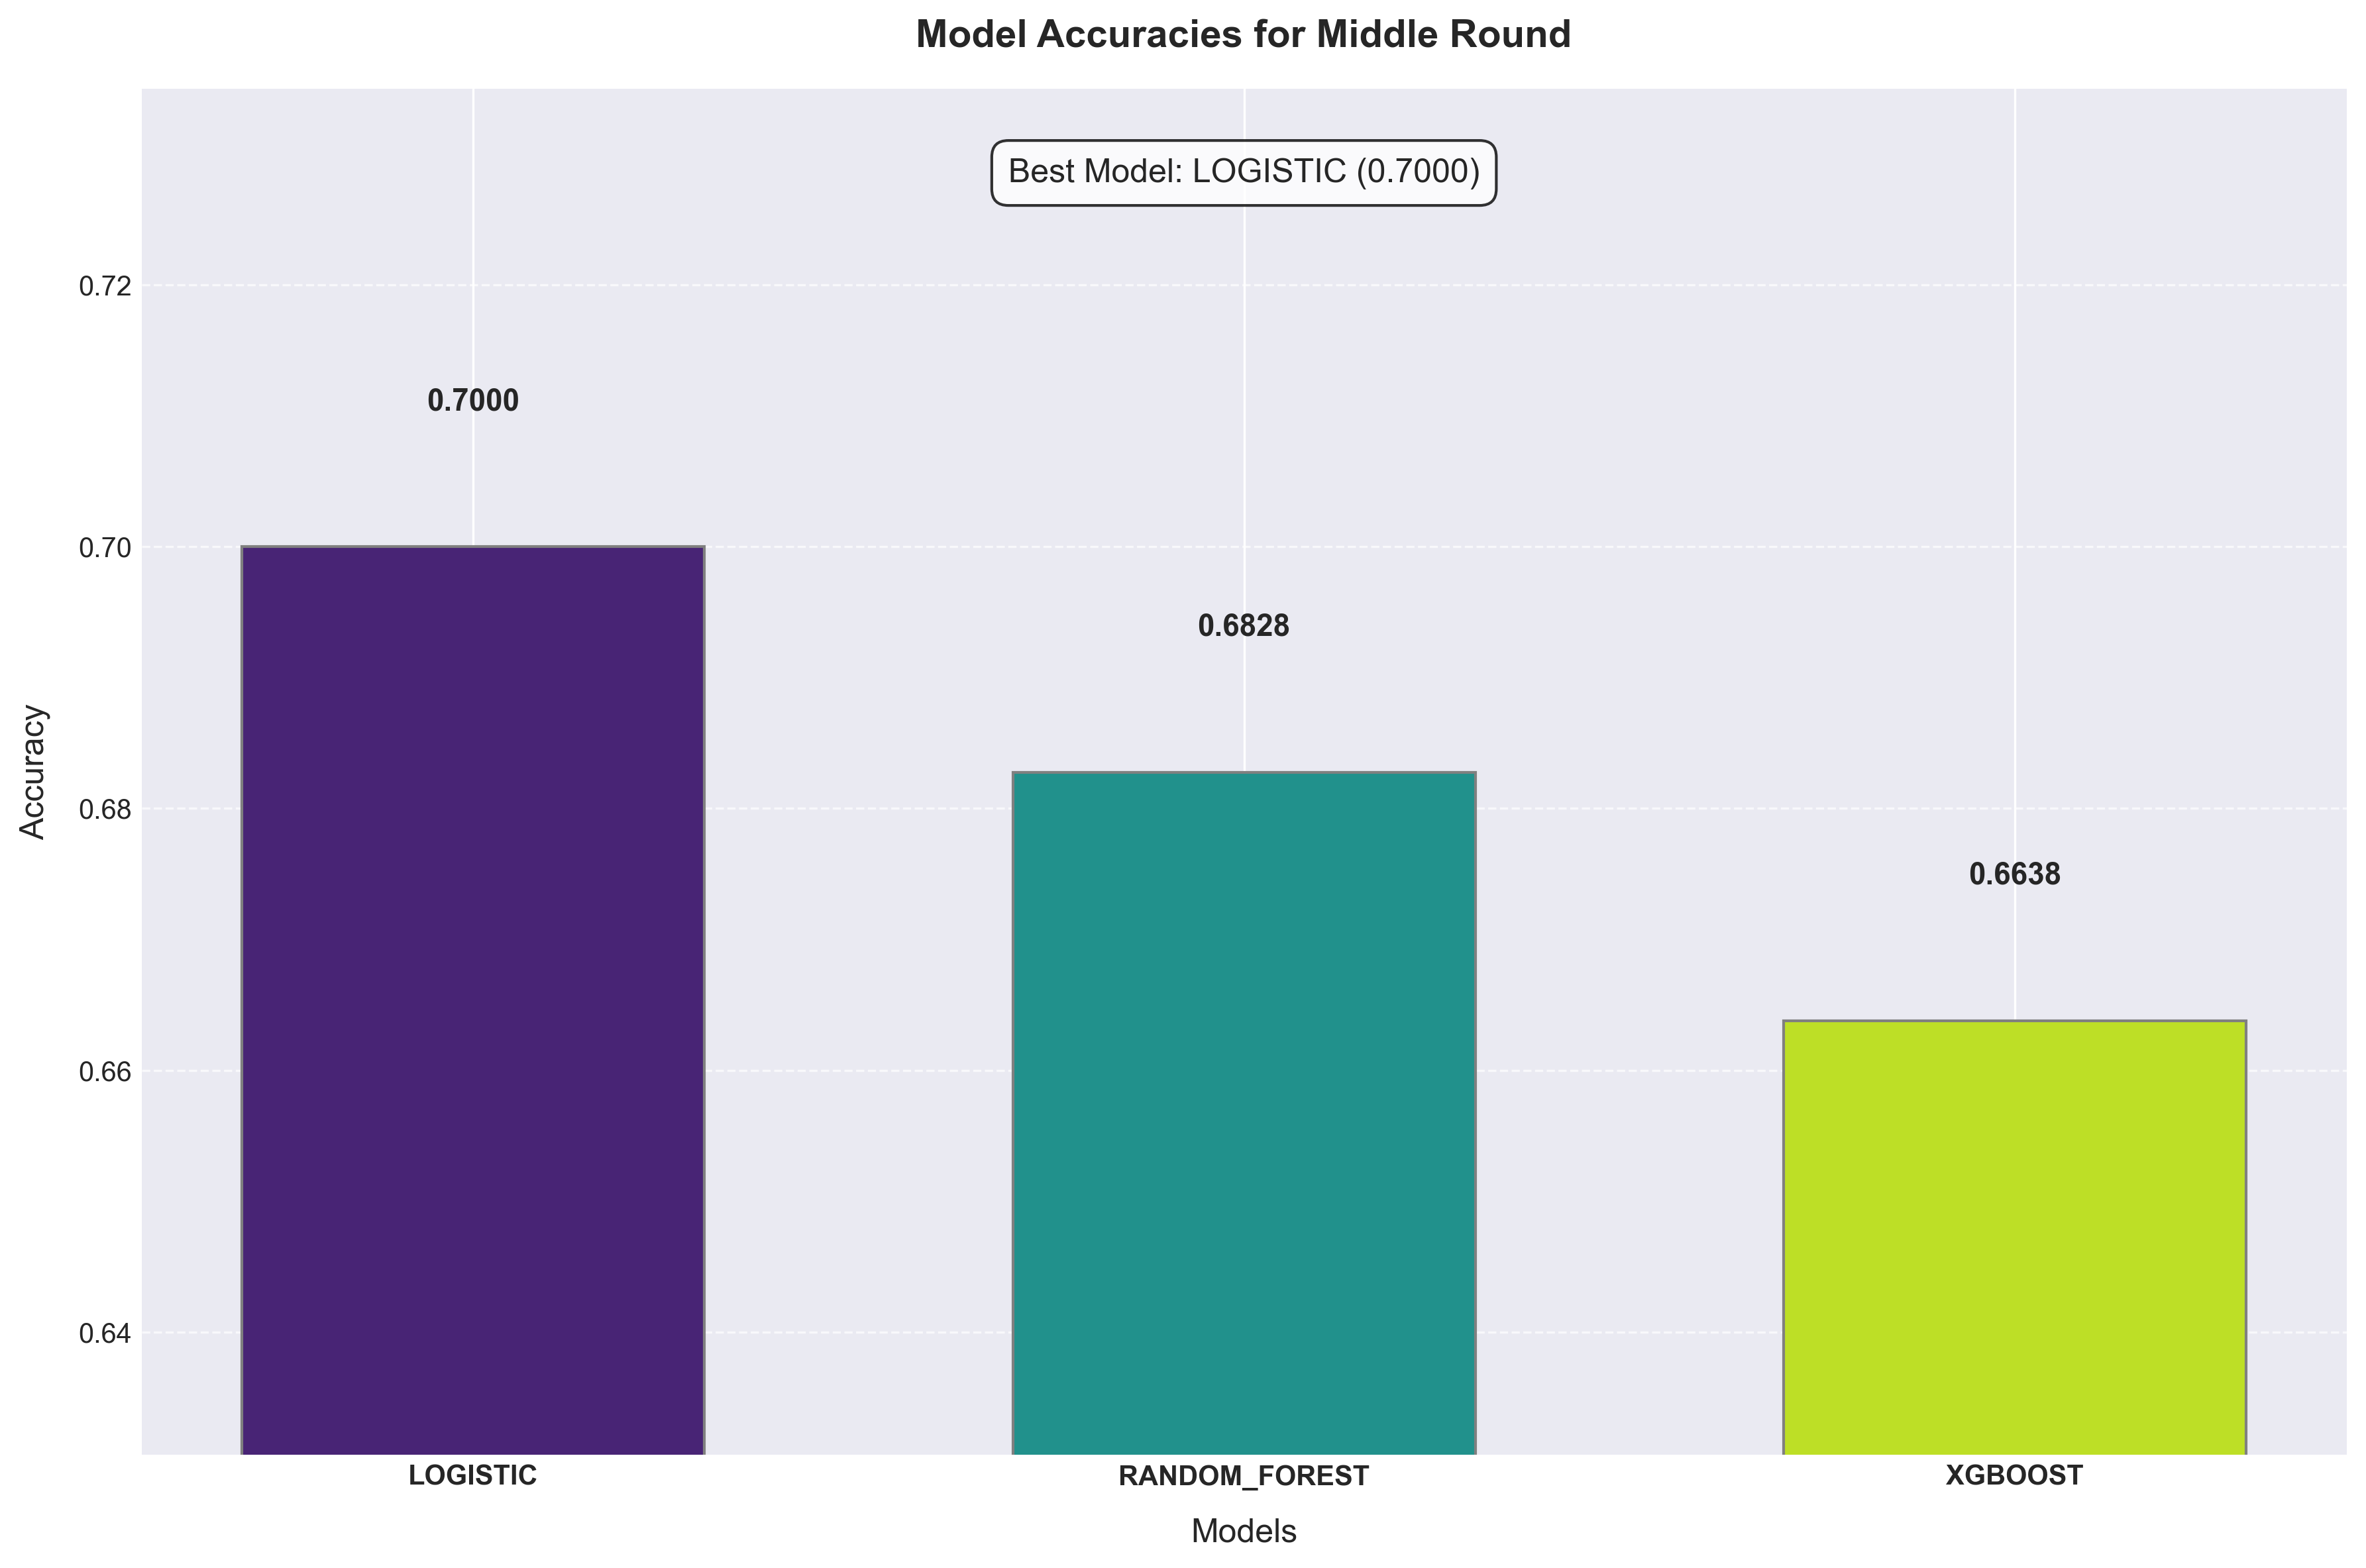 Model Accuracies for Middle Round
Best Model: LOGISTIC (0.7000)
0.72
0.7000
0.70
0.6828
Accuracy
0.68
0.6638
0.66
0.64
LOGISTIC
RANDOM_FOREST
XGBOOST
Models